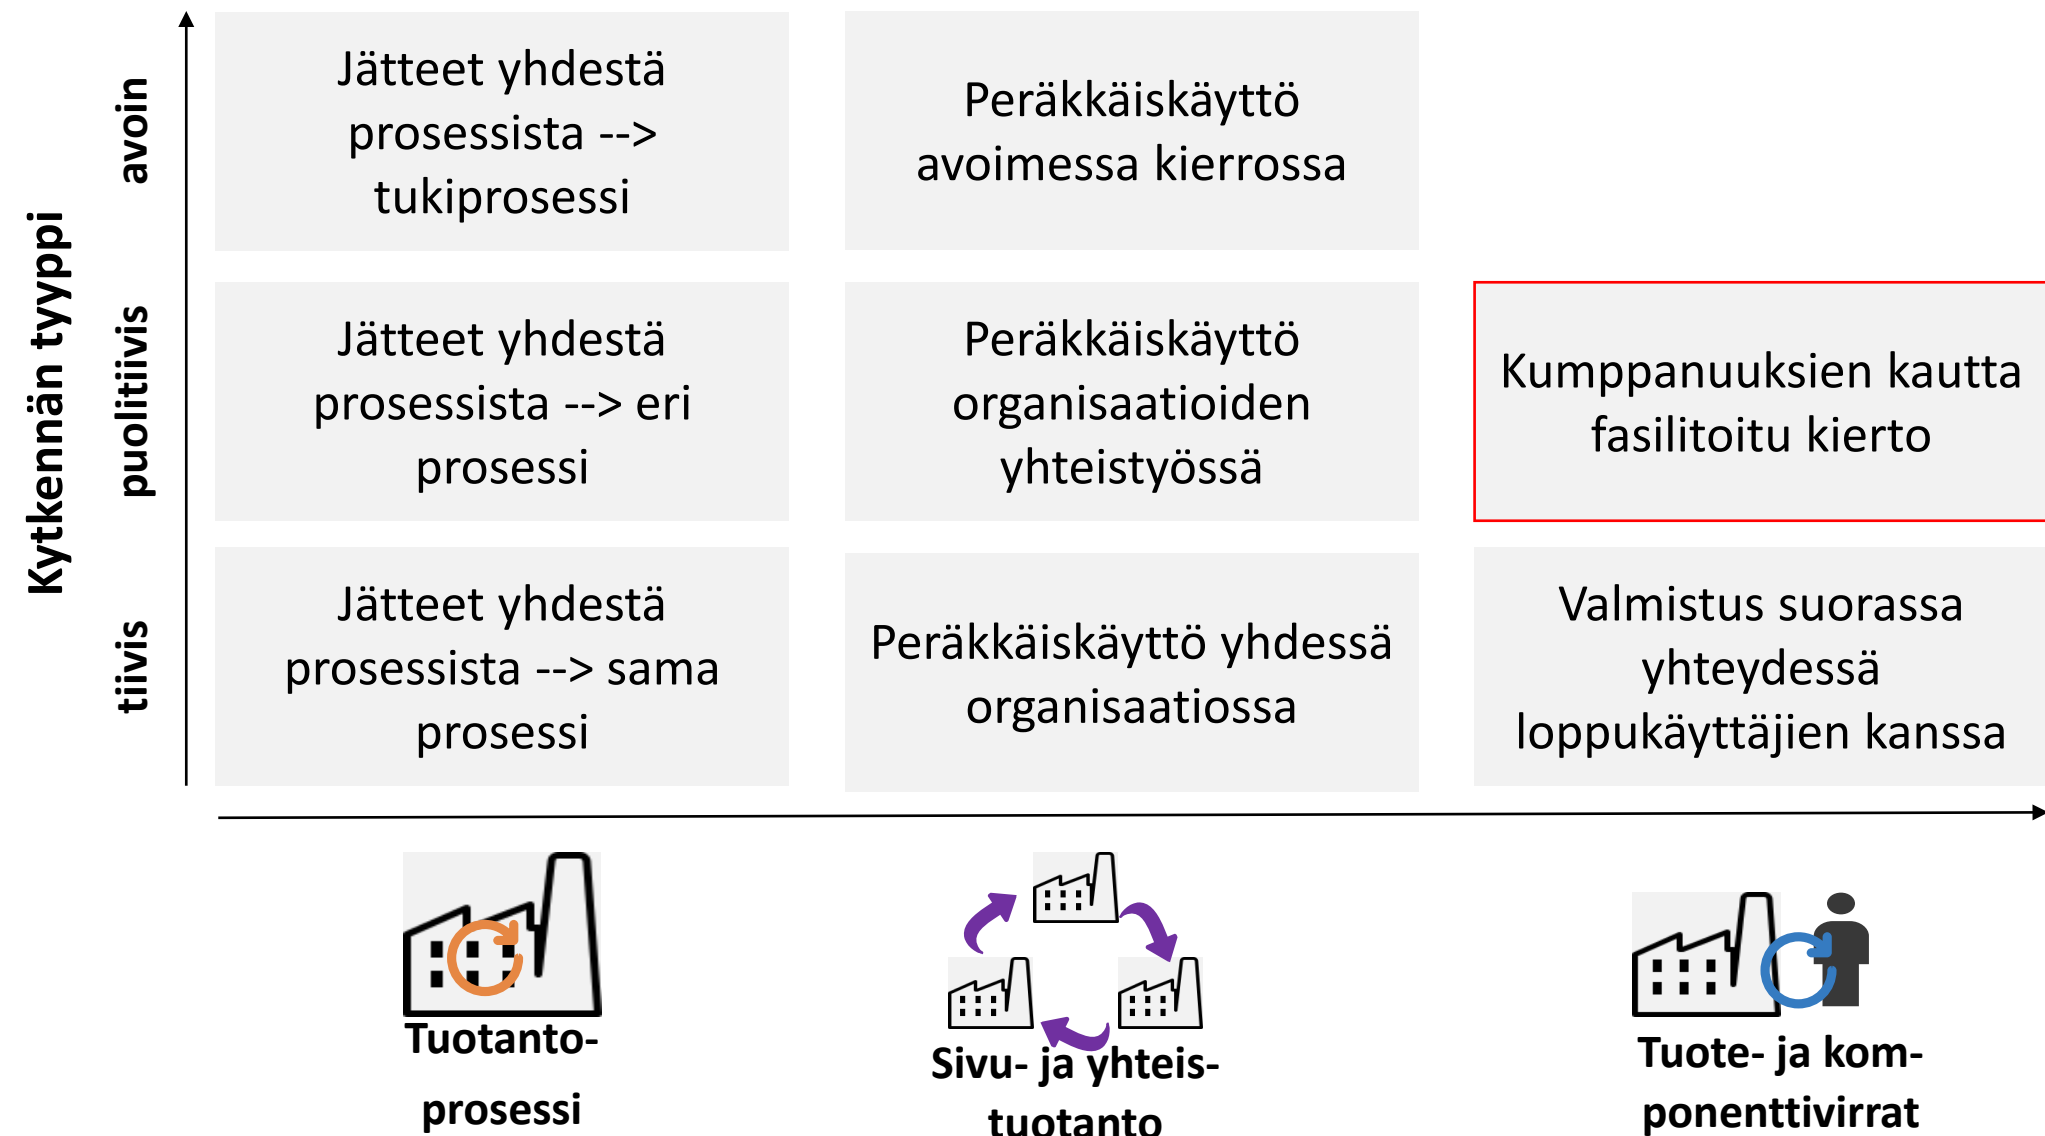 Kytkennän tyyppi
avoin
Jätteet yhdestä
prosessista -->
tukiprosessi
Peräkkäiskäyttö
avoimessa kierrossa
puolitiivis
Jätteet yhdestä
prosessista --> eri
prosessi
Peräkkäiskäyttö
organisaatioiden
yhteistyössä
Kumppanuuksien kautta
fasilitoitu kierto
tiivis
Jätteet yhdestä
prosessista --> sama
prosessi
Peräkkäiskäyttö yhdessä
organisaatiossa
Valmistus suorassa
yhteydessä
loppukäyttäjien kanssa
Tuotanto-
prosessi
Sivu- ja yhteis-
tuotanto
Tuote- ja kom-
ponenttivirrat